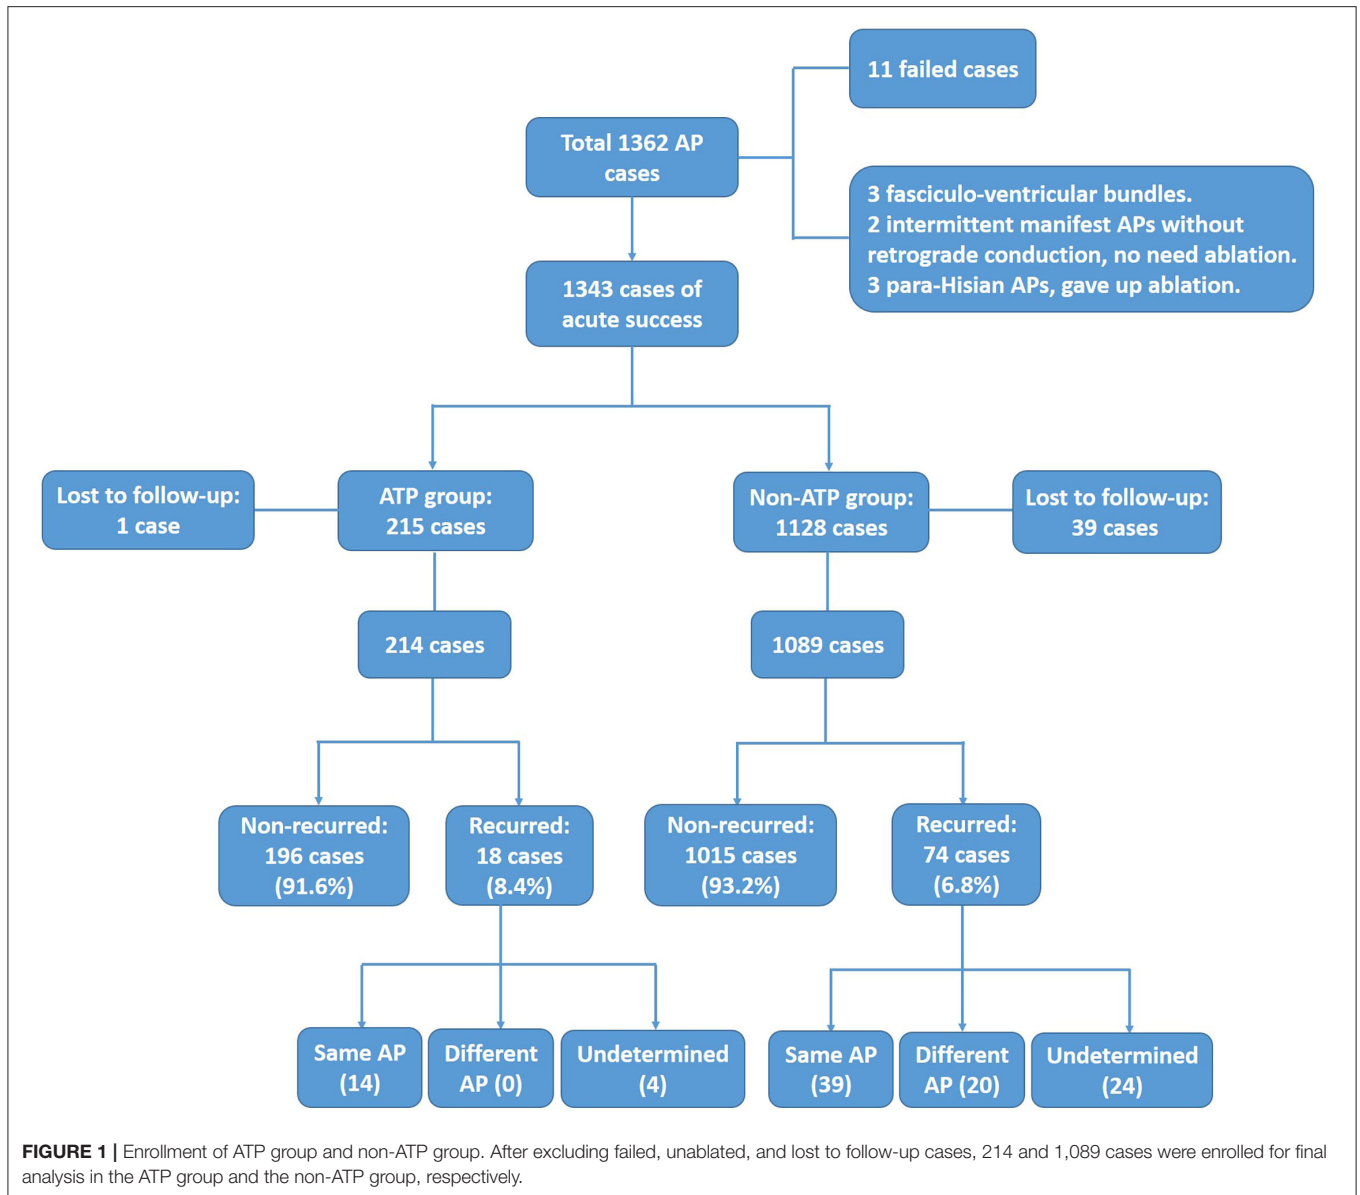 11 failed cases
Total 1362 AP
cases
3 fasciculo-ventricular bundles.
2 intermittent manifest APs without
retrograde conduction, no need ablation.
3 para-Hisian APs, gave up ablation.
1343 cases of
acute success
Lost to follow-up:
1 case
ATP group:
215 cases
Non-ATP group:
1128 cases
Lost to follow-up:
39 cases
214 cases
1089 cases
Non-recurred:
196 cases
(91.6%)
Recurred:
18 cases
(8.4%)
Non-recurred:
1015 cases
(93.2%)
Recurred:
74 cases
(6.8%)
Same AP
(14)
Different
AP (0)
Undetermined
(4)
Same AP
(39)
Different
AP (20)
Undetermined
(24)
FIGURE 1 | Enrollment of ATP group and non-ATP group. After excluding failed, unablated, and lost to follow-up cases, 214 and 1,089 cases were enrolled for final
analysis in the ATP group and the non-ATP group, respectively.